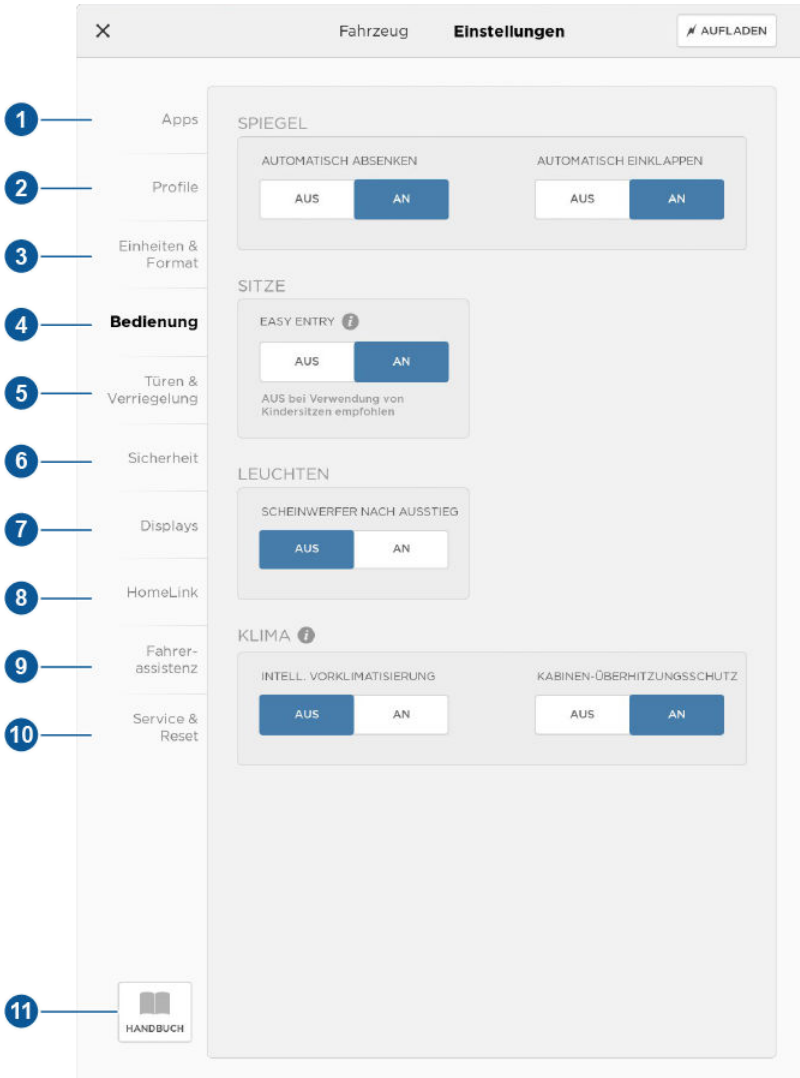 Fahrzeug Einstellungen AUFLADEN
1 Apps
2 Profile
3 Einheiten &
Format
4 Bedienung
5 Türen &
Verriegelung
6 Sicherheit
7 Displays
8 HomeLink
9 Fahrer-
assistenz
10 Service &
Reset
11 HANDBUCH
SPIEGEL
AUTOMATISCH ABSENKEN AUTOMATISCH EINKLAPPEN
AUS AN AUS AN
SITZE
EASY ENTRY i
AUS AN
AUS bei Verwendung von
Kindersitzen empfohlen
LEUCHTEN
SCHEINWERFER NACH AUSSTIEG
AUS AN
KLIMA i
INTELL. VORKLIMATISIERUNG KABINEN-ÜBERHITZUNGSSCHUTZ
AUS AN AUS AN